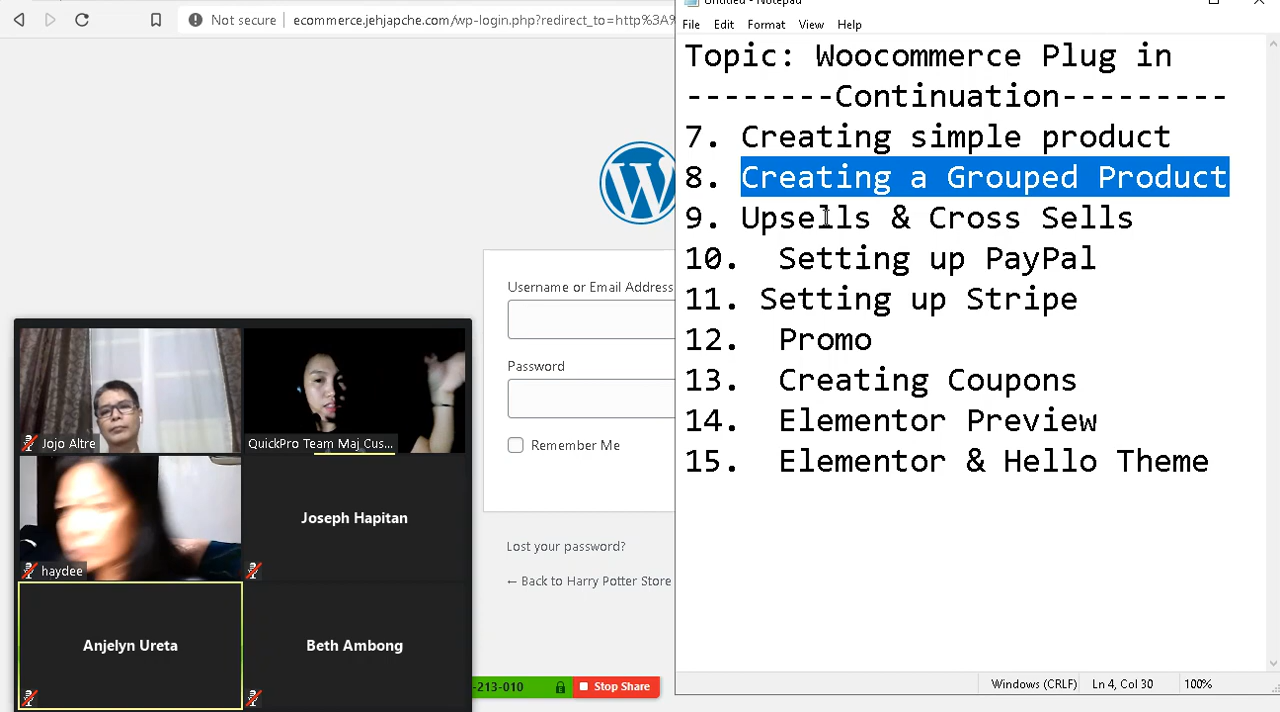 Not secure
ecommerce.jehjapche.com/wp-login.php?redirect_to=http%3A%
Untitled - Notepad
File Edit Format View Help
Topic: Woocommerce Plug in
--------Continuation---------
7. Creating simple product
8. Creating a Grouped Product
9. Upsells & Cross Sells
10.  Setting up PayPal
11. Setting up Stripe
12.  Promo
13.  Creating Coupons
14.  Elementor Preview
15.  Elementor & Hello Theme
Username or Email Address
Password
Remember Me
Lost your password?
← Back to Harry Potter Store
Jojo Altre
QuickPro Team Maj Cus...
haydee
Joseph Hapitan
Anjelyn Ureta
Beth Ambong
-213-010
Stop Share
Windows (CRLF)
Ln 4, Col 30
100%